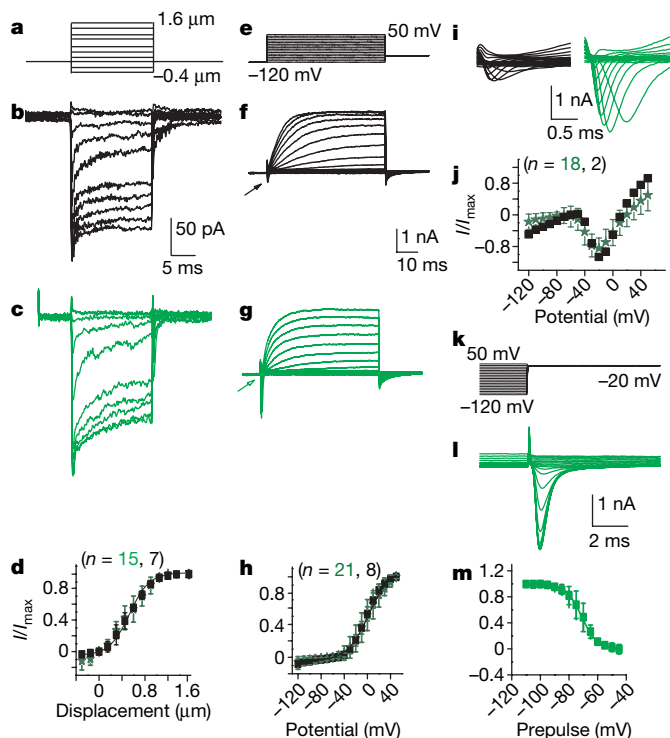 a
1.6 μm
−0.4 μm
b
50 pA
5 ms
c
d
(n = 15, 7)
I/Imax
0.8
0.4
0
0
0.8
1.6
Displacement (μm)
e
50 mV
−120 mV
f
1 nA
10 ms
g
h
(n = 21, 8)
0.8
0.4
0
−120
−80
−40
0
40
Potential (mV)
i
1 nA
0.5 ms
j
(n = 18, 2)
I/Imax
0.8
0
−0.8
−120
−80
−40
0
40
Potential (mV)
k
50 mV
−20 mV
−120 mV
l
1 nA
2 ms
m
1.2
0.8
0.4
0
−0.4
−120
−100
−80
−60
−40
Prepulse (mV)